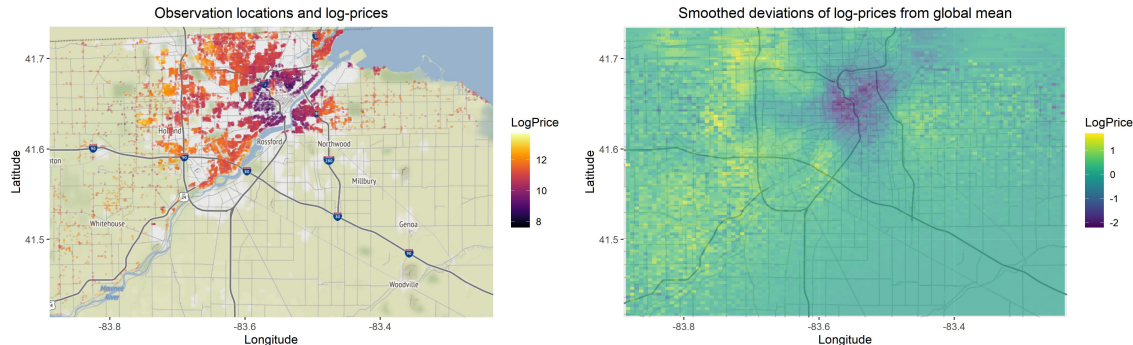 Observation locations and log-prices
41.7
41.6
41.5
Latitude
Holland
Rossford
Northwood
Millbury
Whitehouse
Genoa
Woodville
Maumee
River
-83.8
-83.6
-83.4
Longitude
LogPrice
12
10
8
Smoothed deviations of log-prices from global mean
41.7
41.6
41.5
Latitude
-83.8
-83.6
-83.4
Longitude
LogPrice
1
0
-1
-2